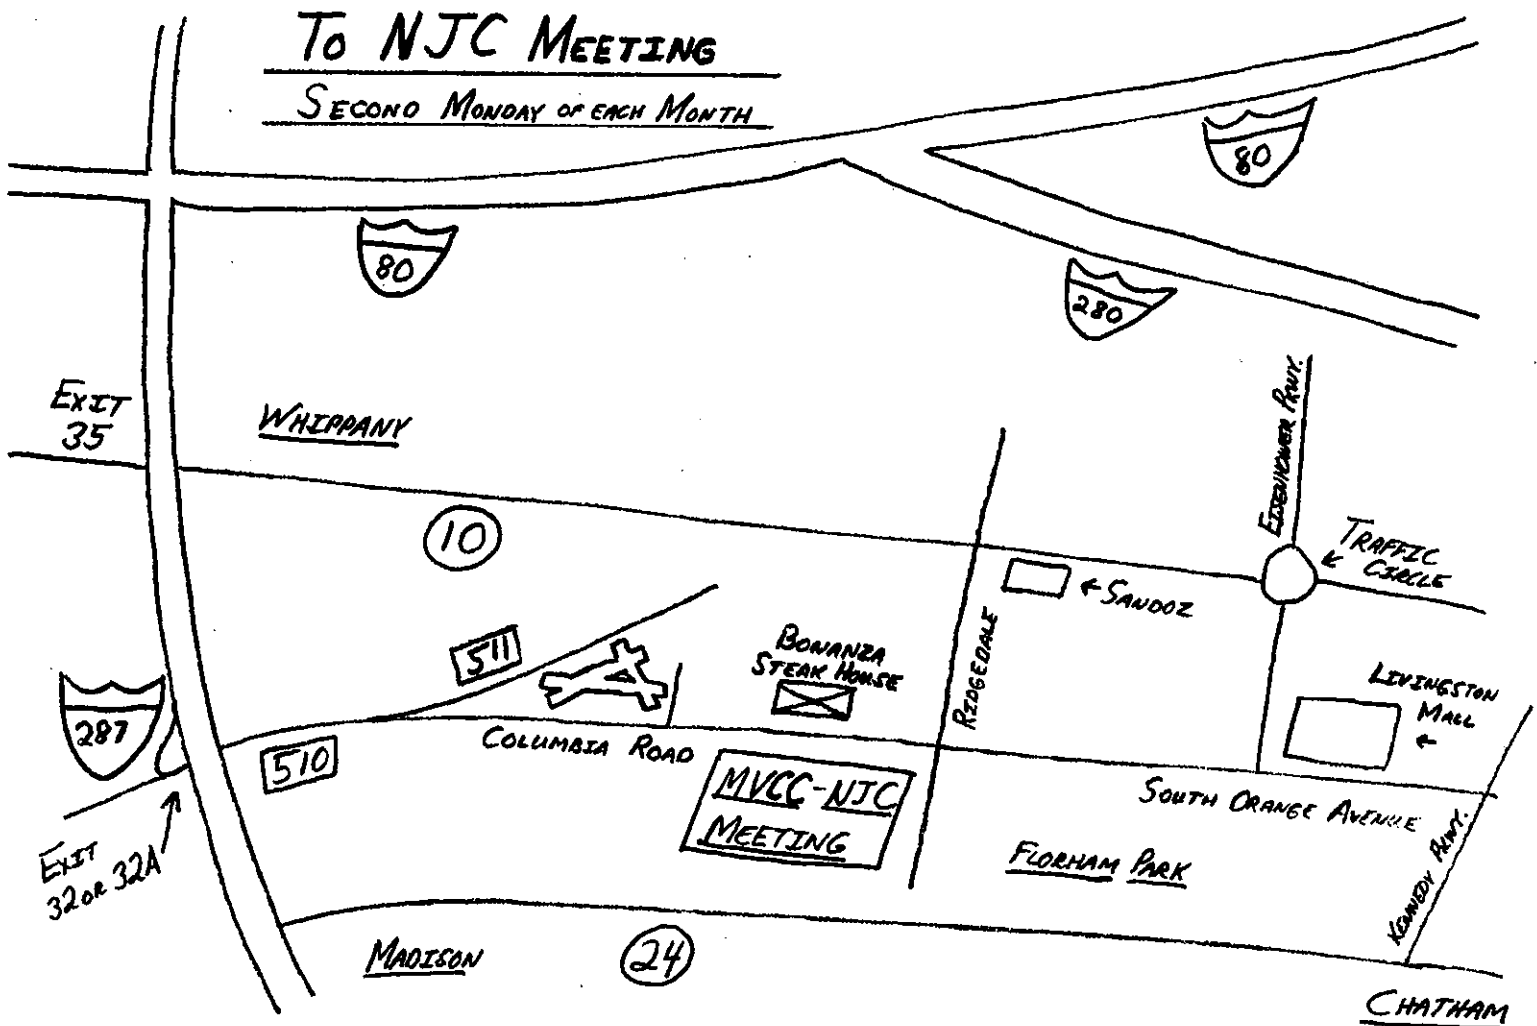 To NJC MEETING
SECOND MONDAY OF EACH MONTH
80
80
280
EXIT
35
WHIPPANY
EISENHOWER PKWY.
10
TRAFFIC
CIRCLE
SANDOZ
511
BONANZA
STEAK HOUSE
RIDGEDALE
LIVINGSTON
MALL
287
510
COLUMBIA ROAD
MVCC-NJC
MEETING
SOUTH ORANGE AVENUE
KENNEDY PKWY.
EXIT
32 OR 32A
FLORHAM PARK
MADISON
24
CHATHAM